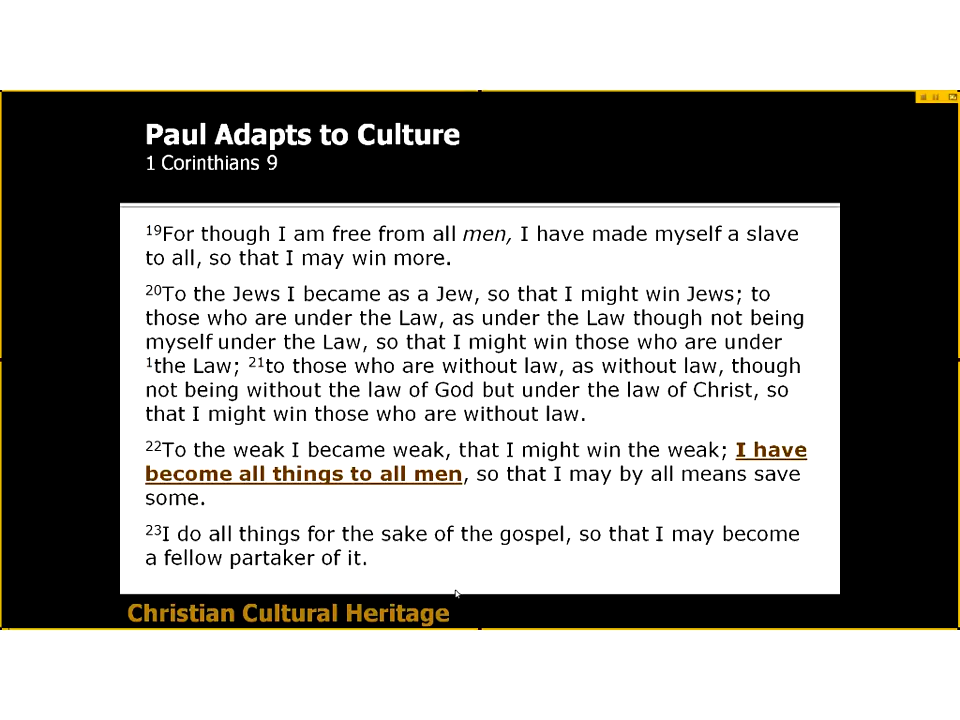 Paul Adapts to Culture
1 Corinthians 9
19For though I am free from all men, I have made myself a slave
to all, so that I may win more.
20To the Jews I became as a Jew, so that I might win Jews; to
those who are under the Law, as under the Law though not being
myself under the Law, so that I might win those who are under
1the Law; 21to those who are without law, as without law, though
not being without the law of God but under the law of Christ, so
that I might win those who are without law.
22To the weak I became weak, that I might win the weak; I have
become all things to all men, so that I may by all means save
some.
23I do all things for the sake of the gospel, so that I may become
a fellow partaker of it.
Christian Cultural Heritage